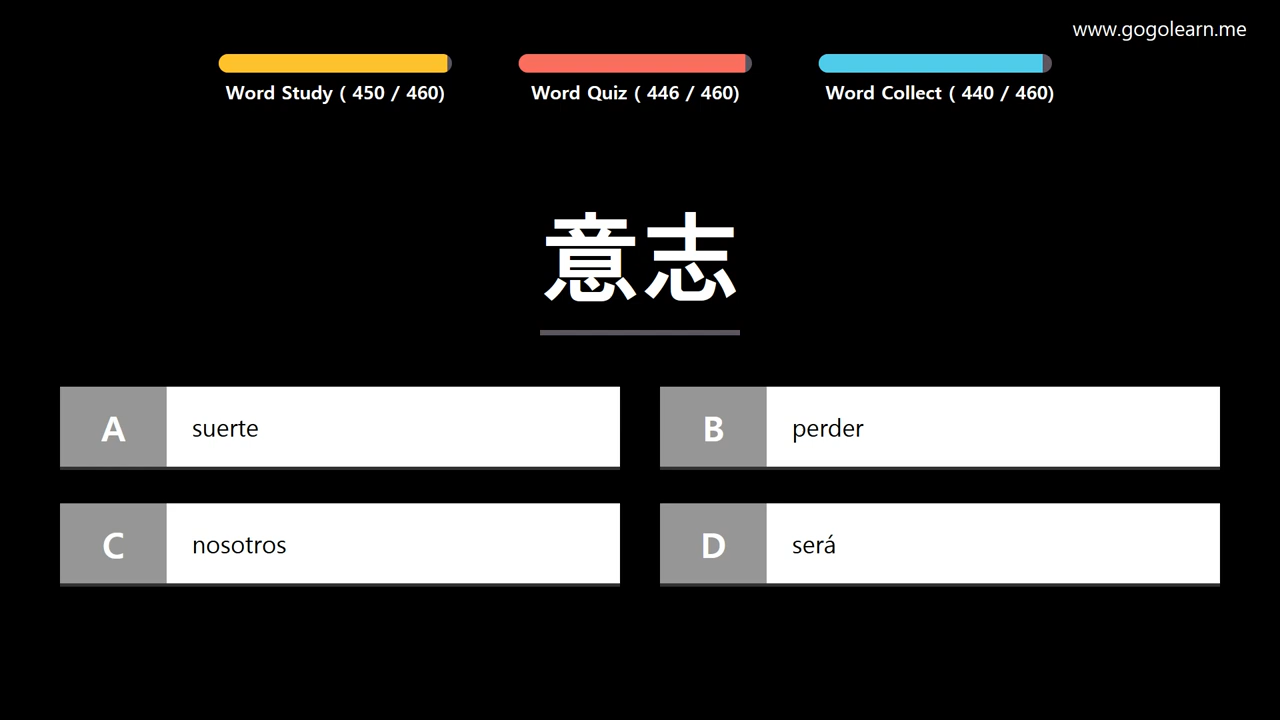 www.gogolearn.me
Word Study ( 450 / 460)
Word Quiz ( 446 / 460)
Word Collect ( 440 / 460)
意志
A suerte
B perder
C nosotros
D será